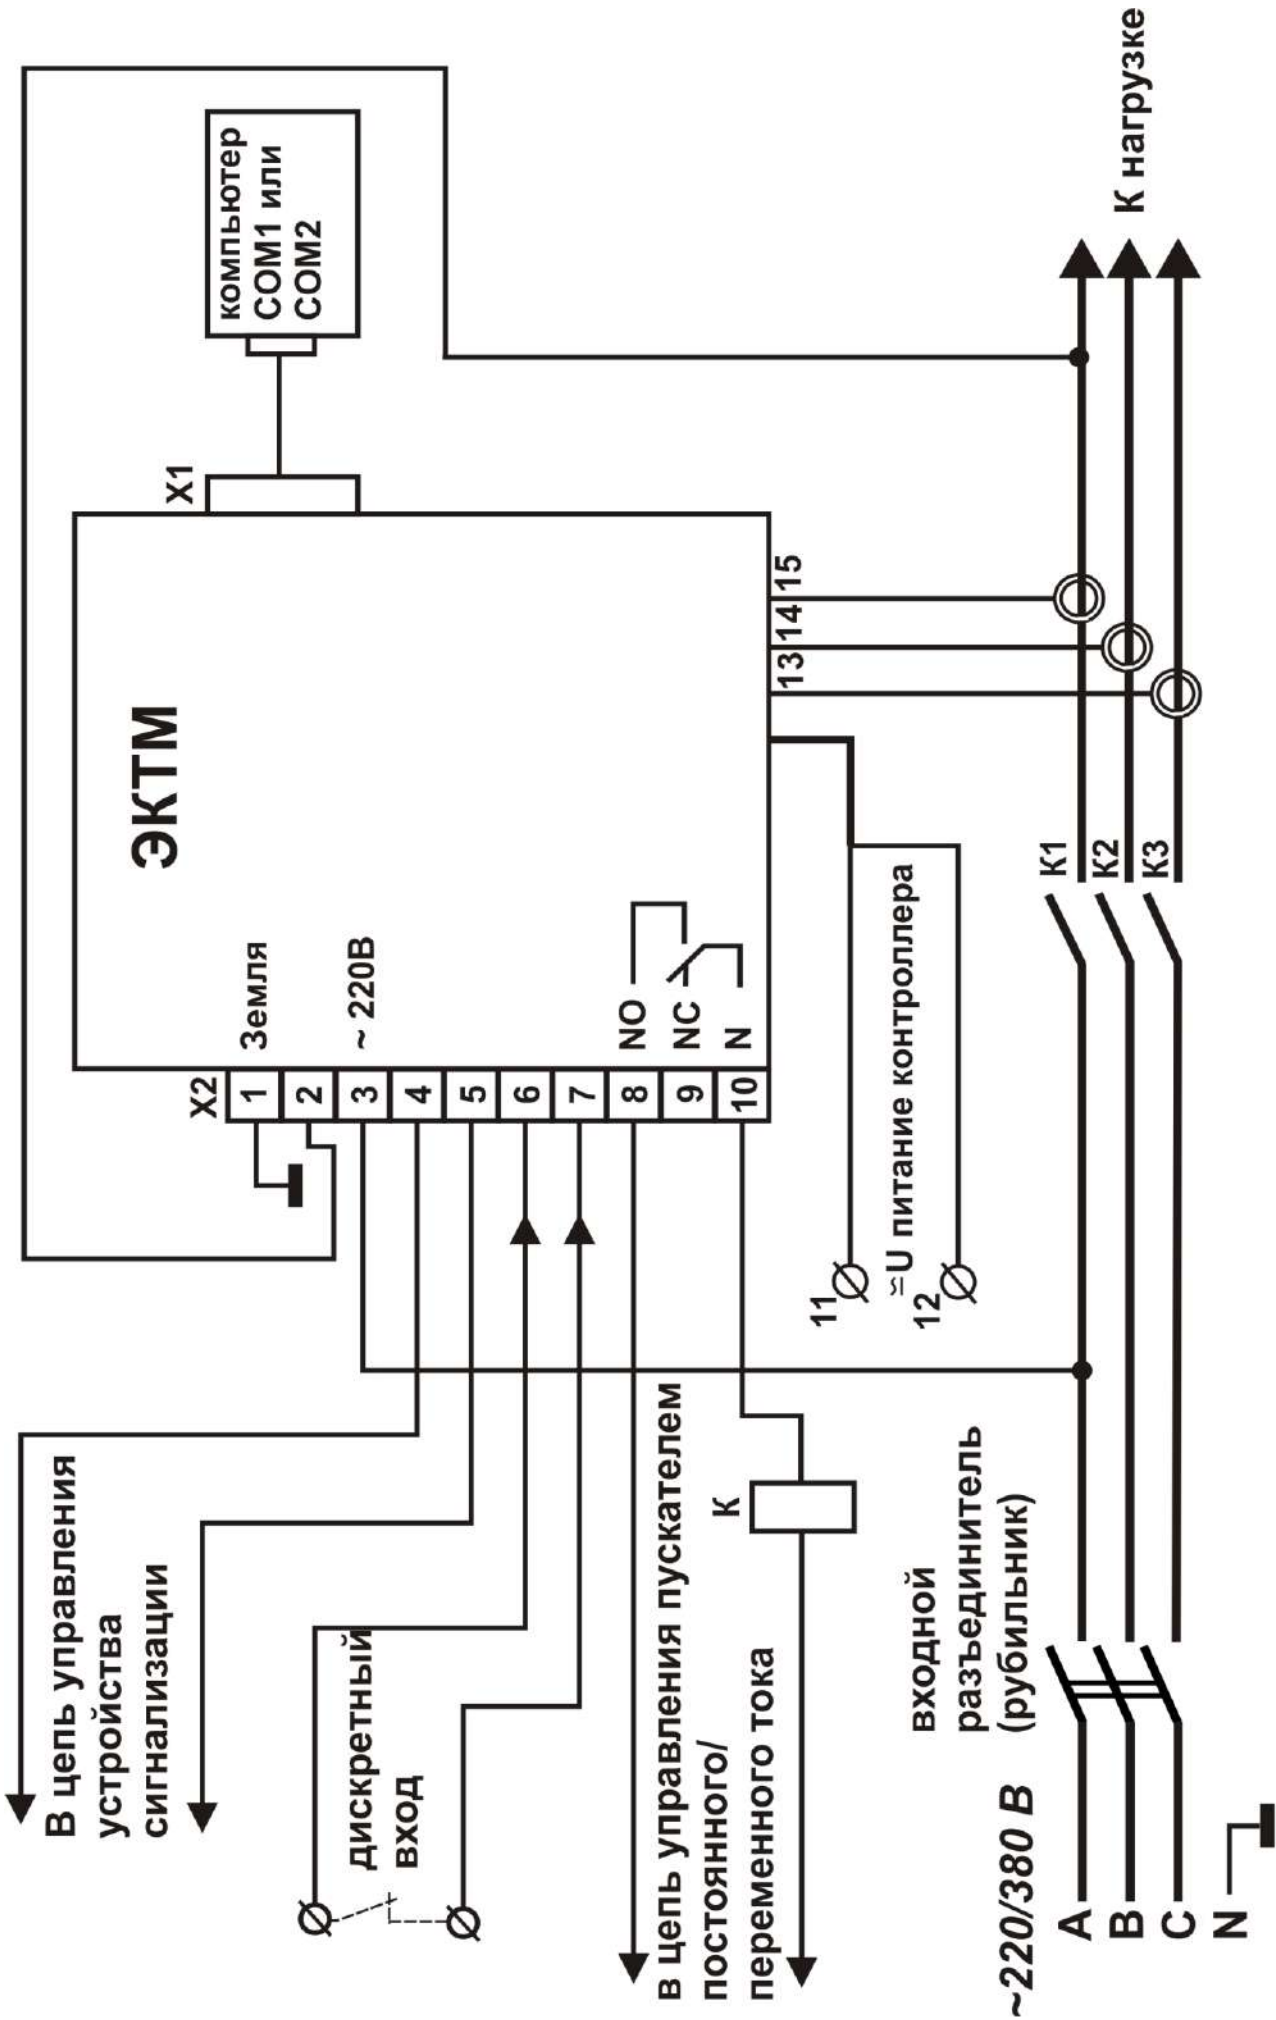 ЭКТМ
X1
компьютер
COM1 или
COM2
X2
1
Земля
2
3
~ 220В
4
5
6
7
8
NO
9
NC
10
N
В цепь управления
устройства
сигнализации
дискретный
вход
в цепь управления пускателем
постоянного/
переменного тока
К
11
≂U питание контроллера
12
13
14
15
входной
разъединитель
(рубильник)
К1
К2
К3
К нагрузке
~220/380 В
A
B
C
N